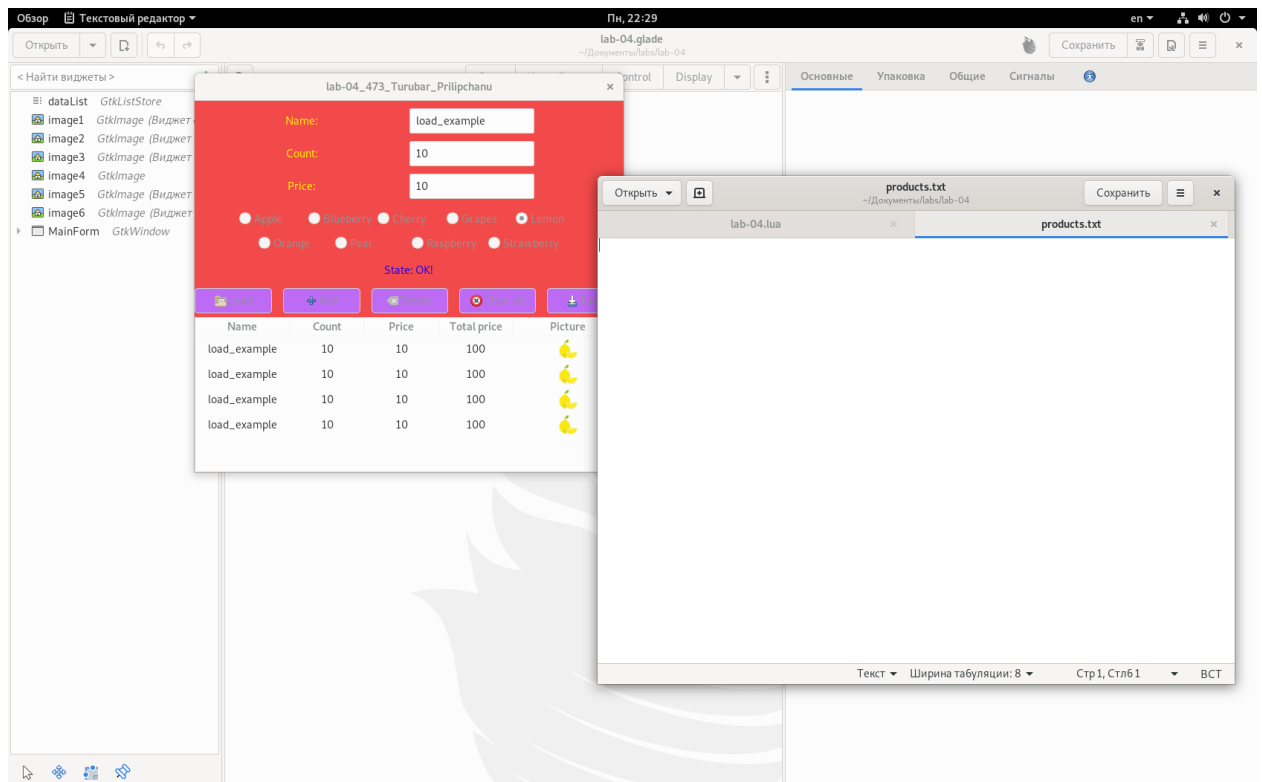 Обзор Текстовый редактор Пн, 22:29 en
Открыть lab-04.glade Сохранить
~/Документы/labs/lab-04
< Найти виджеты > Control Display Основные Упаковка Общие Сигналы
dataList GtkListStore
image1 GtkImage (Виджет
image2 GtkImage (Виджет
image3 GtkImage (Виджет
image4 GtkImage
image5 GtkImage (Виджет
image6 GtkImage (Виджет
MainForm GtkWindow
lab-04_473_Turubar_Prilipchanu
Name: load_example
Count: 10
Price: 10
Apple Blueberry Cherry Grapes Lemon
Orange Pear Raspberry Strawberry
State: OK!
Name Count Price Total price Picture
load_example 10 10 100
load_example 10 10 100
load_example 10 10 100
load_example 10 10 100
Открыть products.txt Сохранить
~/Документы/labs/lab-04
lab-04.lua products.txt
Текст Ширина табуляции: 8 Стр 1, Стлб 1 ВСТ